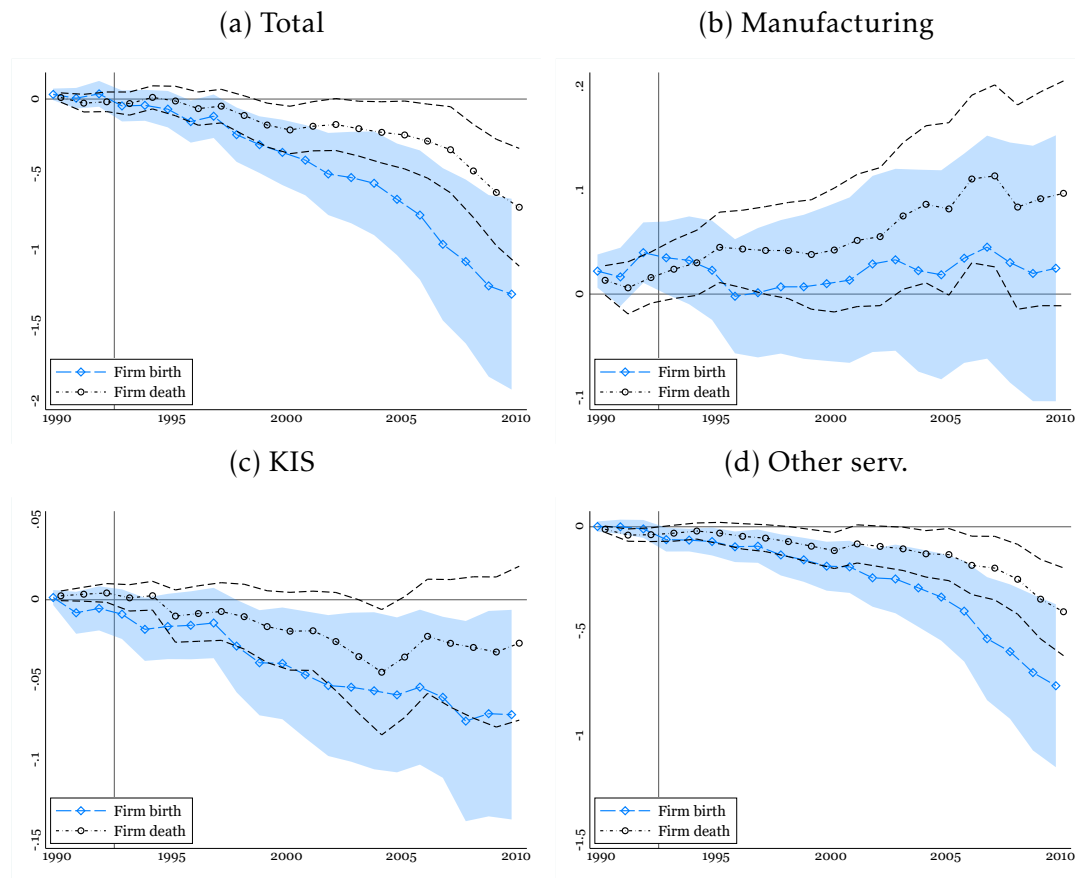 (a) Total
0
-.5
-1
-1.5
-2
Firm birth
Firm death
1990 1995 2000 2005 2010
(b) Manufacturing
.2
.1
0
-.1
Firm birth
Firm death
1990 1995 2000 2005 2010
(c) KIS
.05
0
-.05
-.1
-.15
Firm birth
Firm death
1990 1995 2000 2005 2010
(d) Other serv.
0
-.5
-1
-1.5
Firm birth
Firm death
1990 1995 2000 2005 2010